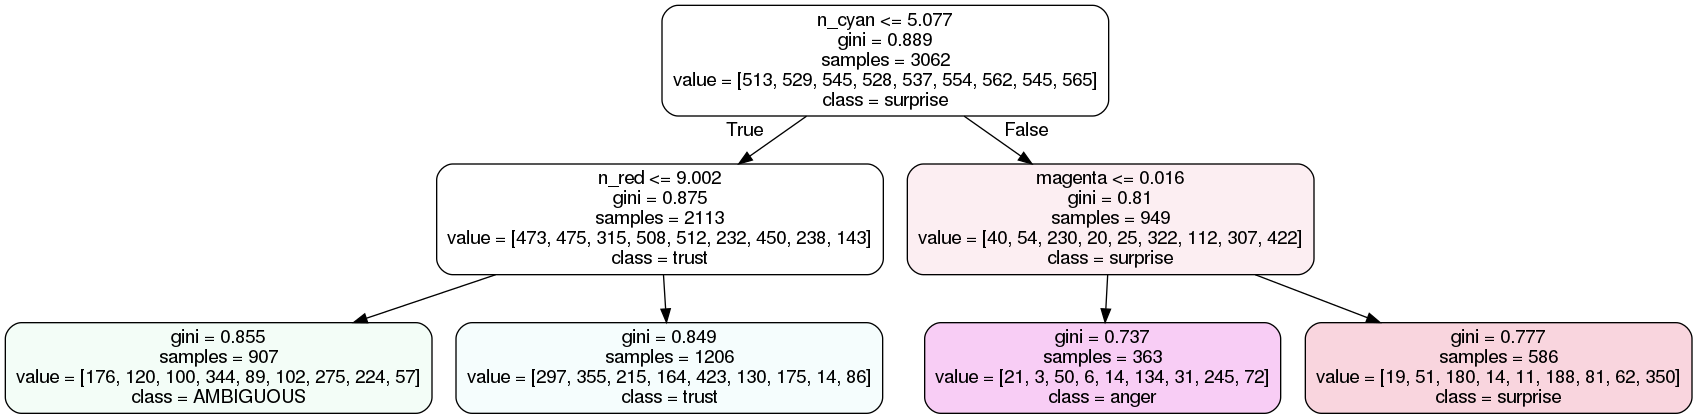 n_cyan <= 5.077
gini = 0.889
samples = 3062
value = [513, 529, 545, 528, 537, 554, 562, 545, 565]
class = surprise
True
False
n_red <= 9.002
gini = 0.875
samples = 2113
value = [473, 475, 315, 508, 512, 232, 450, 238, 143]
class = trust
magenta <= 0.016
gini = 0.81
samples = 949
value = [40, 54, 230, 20, 25, 322, 112, 307, 422]
class = surprise
gini = 0.855
samples = 907
value = [176, 120, 100, 344, 89, 102, 275, 224, 57]
class = AMBIGUOUS
gini = 0.849
samples = 1206
value = [297, 355, 215, 164, 423, 130, 175, 14, 86]
class = trust
gini = 0.737
samples = 363
value = [21, 3, 50, 6, 14, 134, 31, 245, 72]
class = anger
gini = 0.777
samples = 586
value = [19, 51, 180, 14, 11, 188, 81, 62, 350]
class = surprise